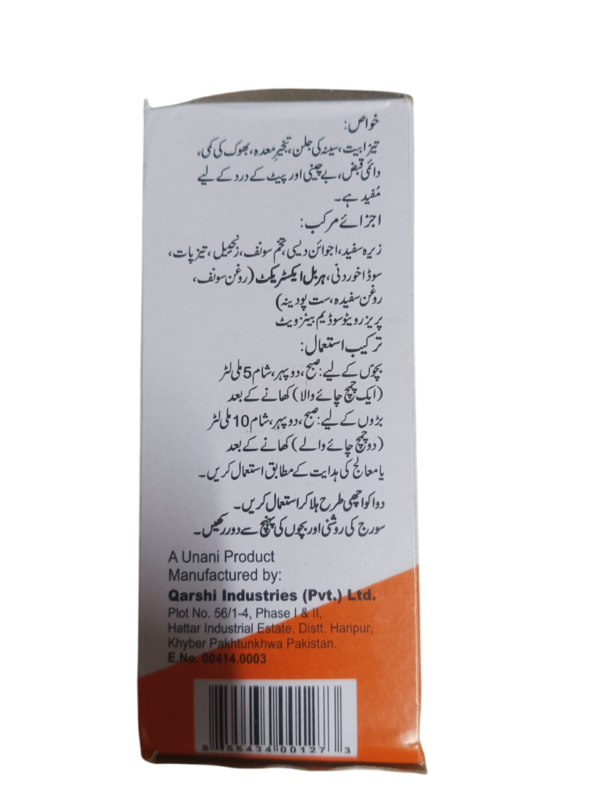 خواص:
تیزابیت، سینہ کی جلن، تبخیر معدہ، بھوک کی کمی،
دائمی قبض، بے چینی اور پیٹ کے درد کے لیے
مُفید ہے۔
اجزائے مرکب:
زیرہ سفید، اجوائن دیسی، تخم سونف، زنجبیل، تیزپات،
سوڈا خوردنی، ہربل ایکسٹریکٹ (روغن سونف،
روغن سفیدہ، ست پودینہ)
پریزرویٹو سوڈیم بینزویٹ
ترکیب استعمال:
بچّوں کے لیے: صبح، دوپہر، شام 5 ملی لٹر
(ایک چمچ چائے والا) کھانے کے بعد
بڑوں کے لیے: صبح، دوپہر، شام 10 ملی لٹر
(دو چمچ چائے والے) کھانے کے بعد
یا معالج کی ہدایت کے مطابق استعمال کریں۔
دوا کو اچھی طرح ہلا کر استعمال کریں۔
سورج کی روشنی اور بچوں کی پہنچ سے دور رکھیں۔
A Unani Product
Manufactured by:
Qarshi Industries (Pvt.) Ltd.
Plot No. 56/1-4, Phase I & II,
Hattar Industrial Estate, Distt. Haripur,
Khyber Pakhtunkhwa Pakistan.
E.No. 00414.0003